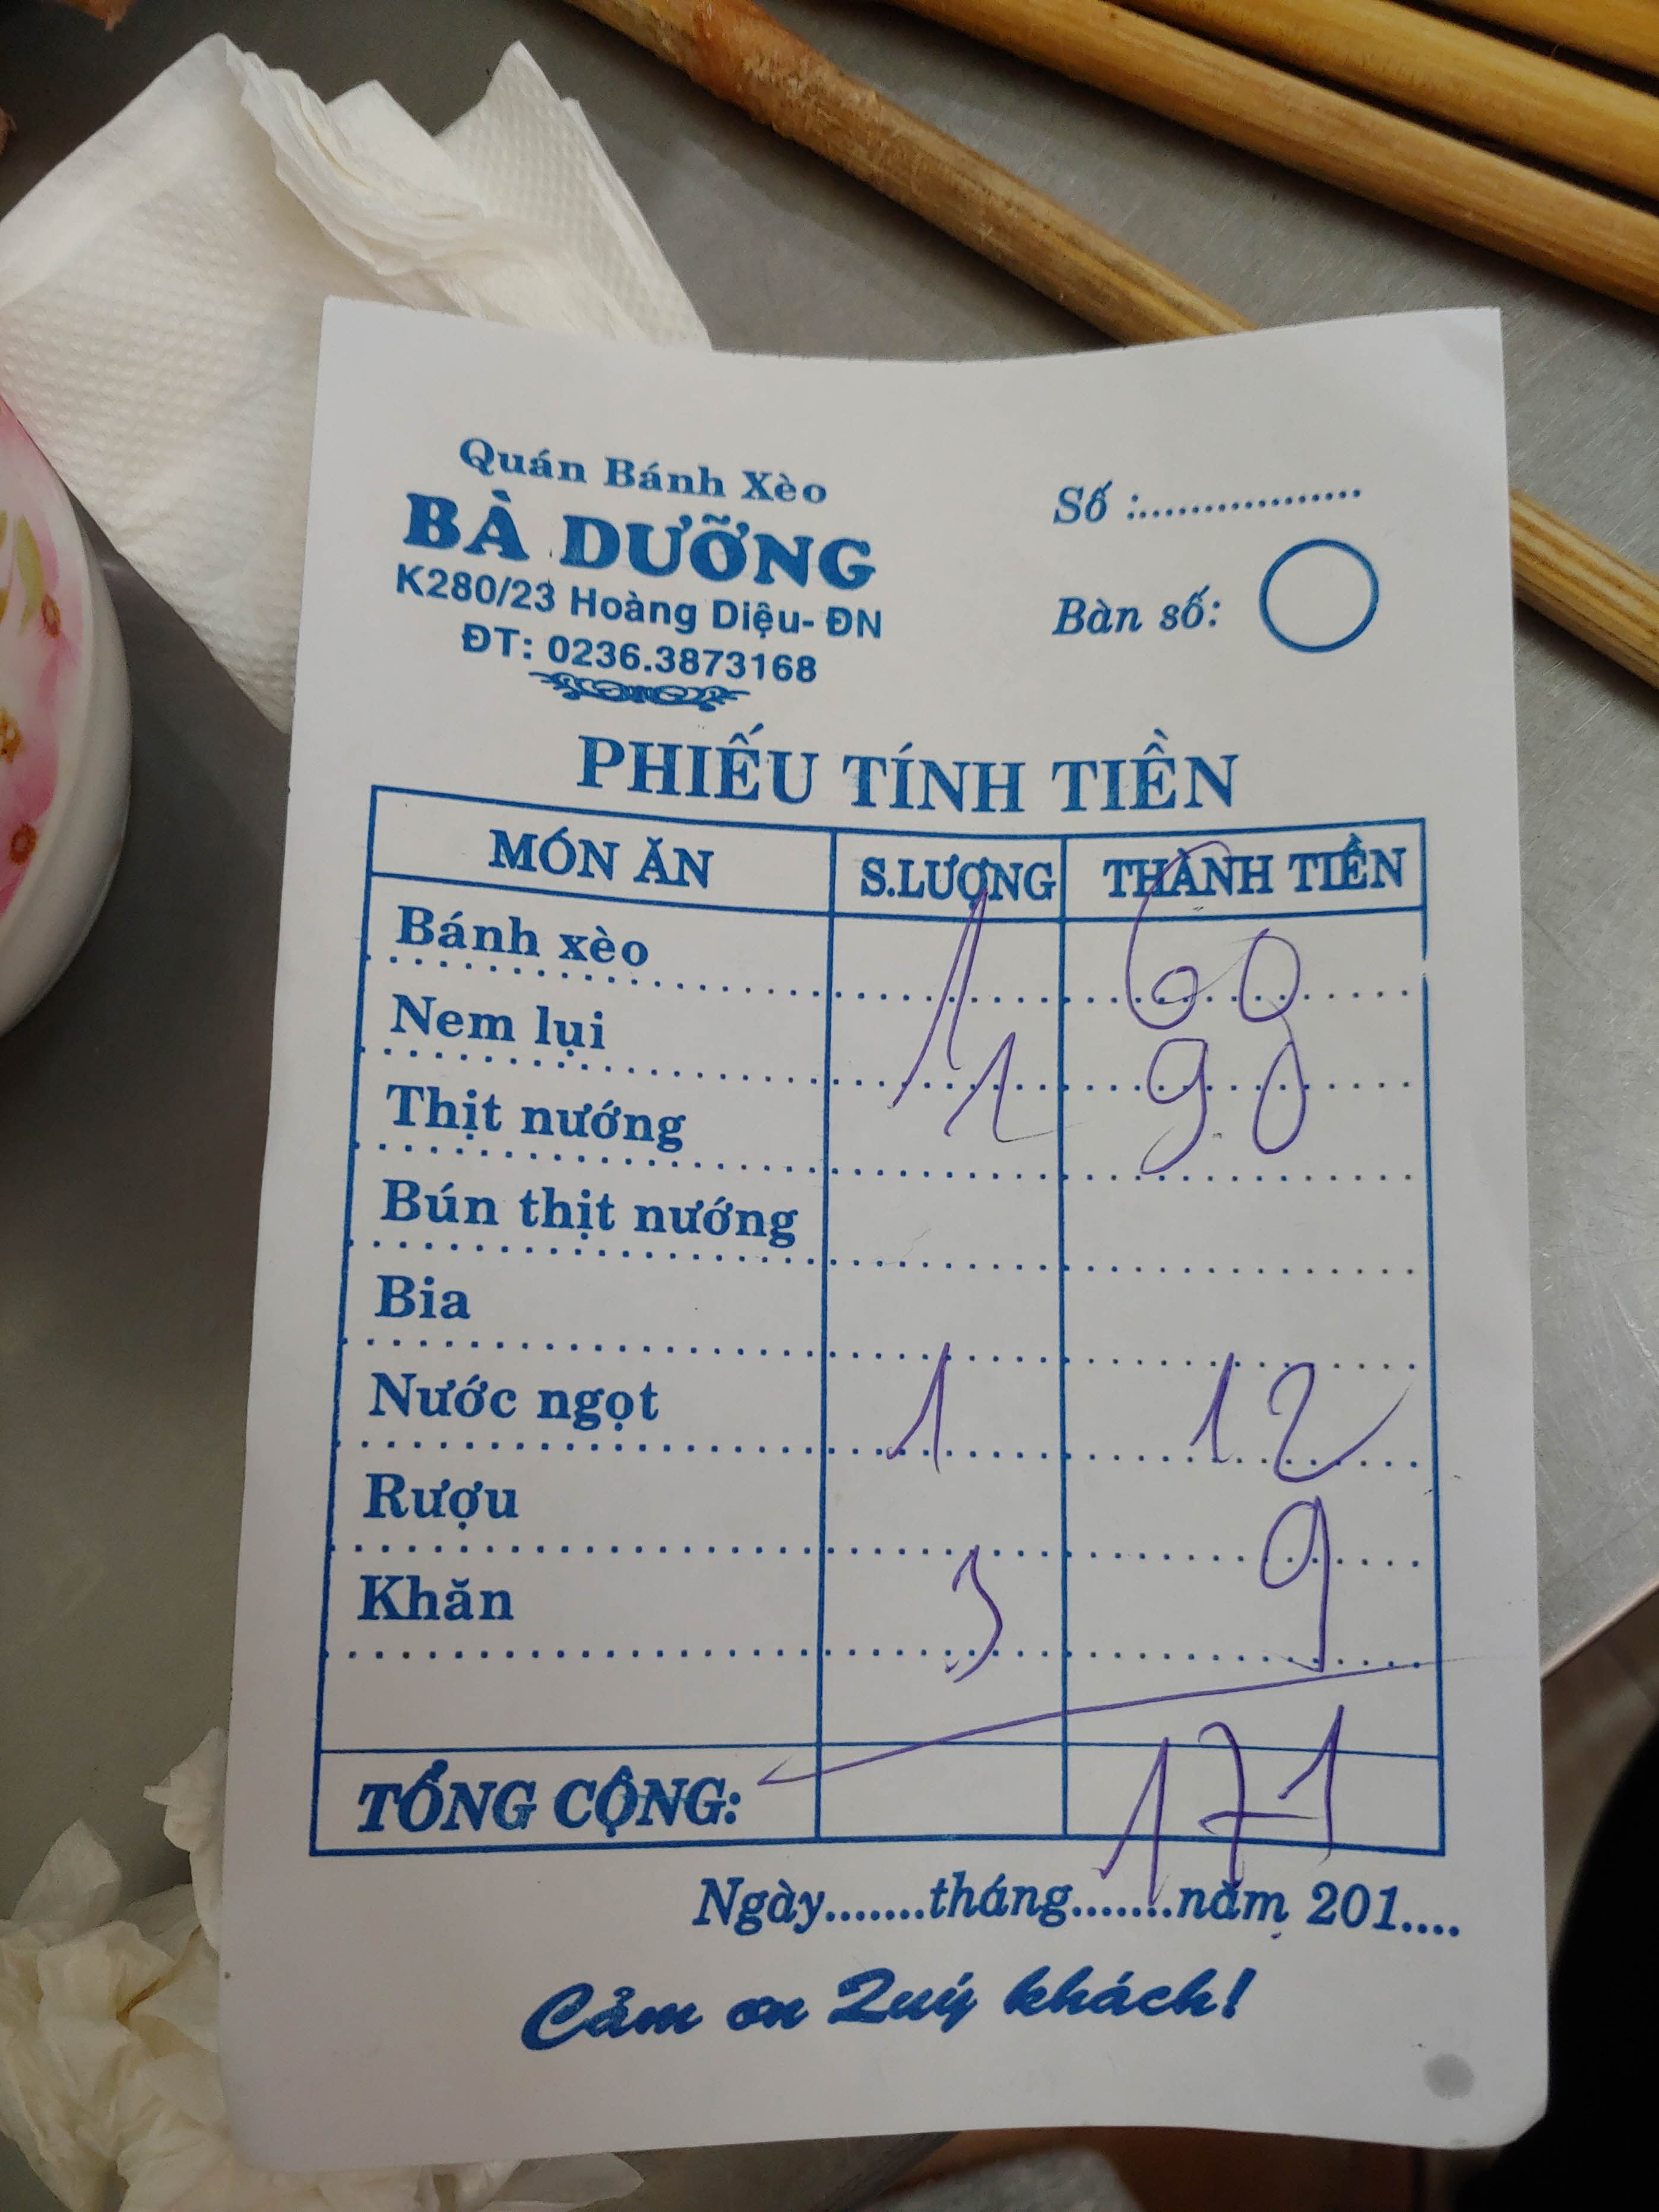 Quán Bánh Xèo
BÀ DƯỠNG
K280/23 Hoàng Diệu- ĐN
ĐT: 0236.3873168
Số :.................
Bàn số:
PHIẾU TÍNH TIỀN
MÓN ĂN S.LƯỢNG THÀNH TIỀN
Bánh xèo 1 60
Nem lụi 11 90
Thịt nướng
Bún thịt nướng
Bia
Nước ngọt 1 12
Rượu
Khăn 3 9
TỔNG CỘNG: 171
Ngày.......tháng.......năm 201....
Cảm ơn Quý khách!